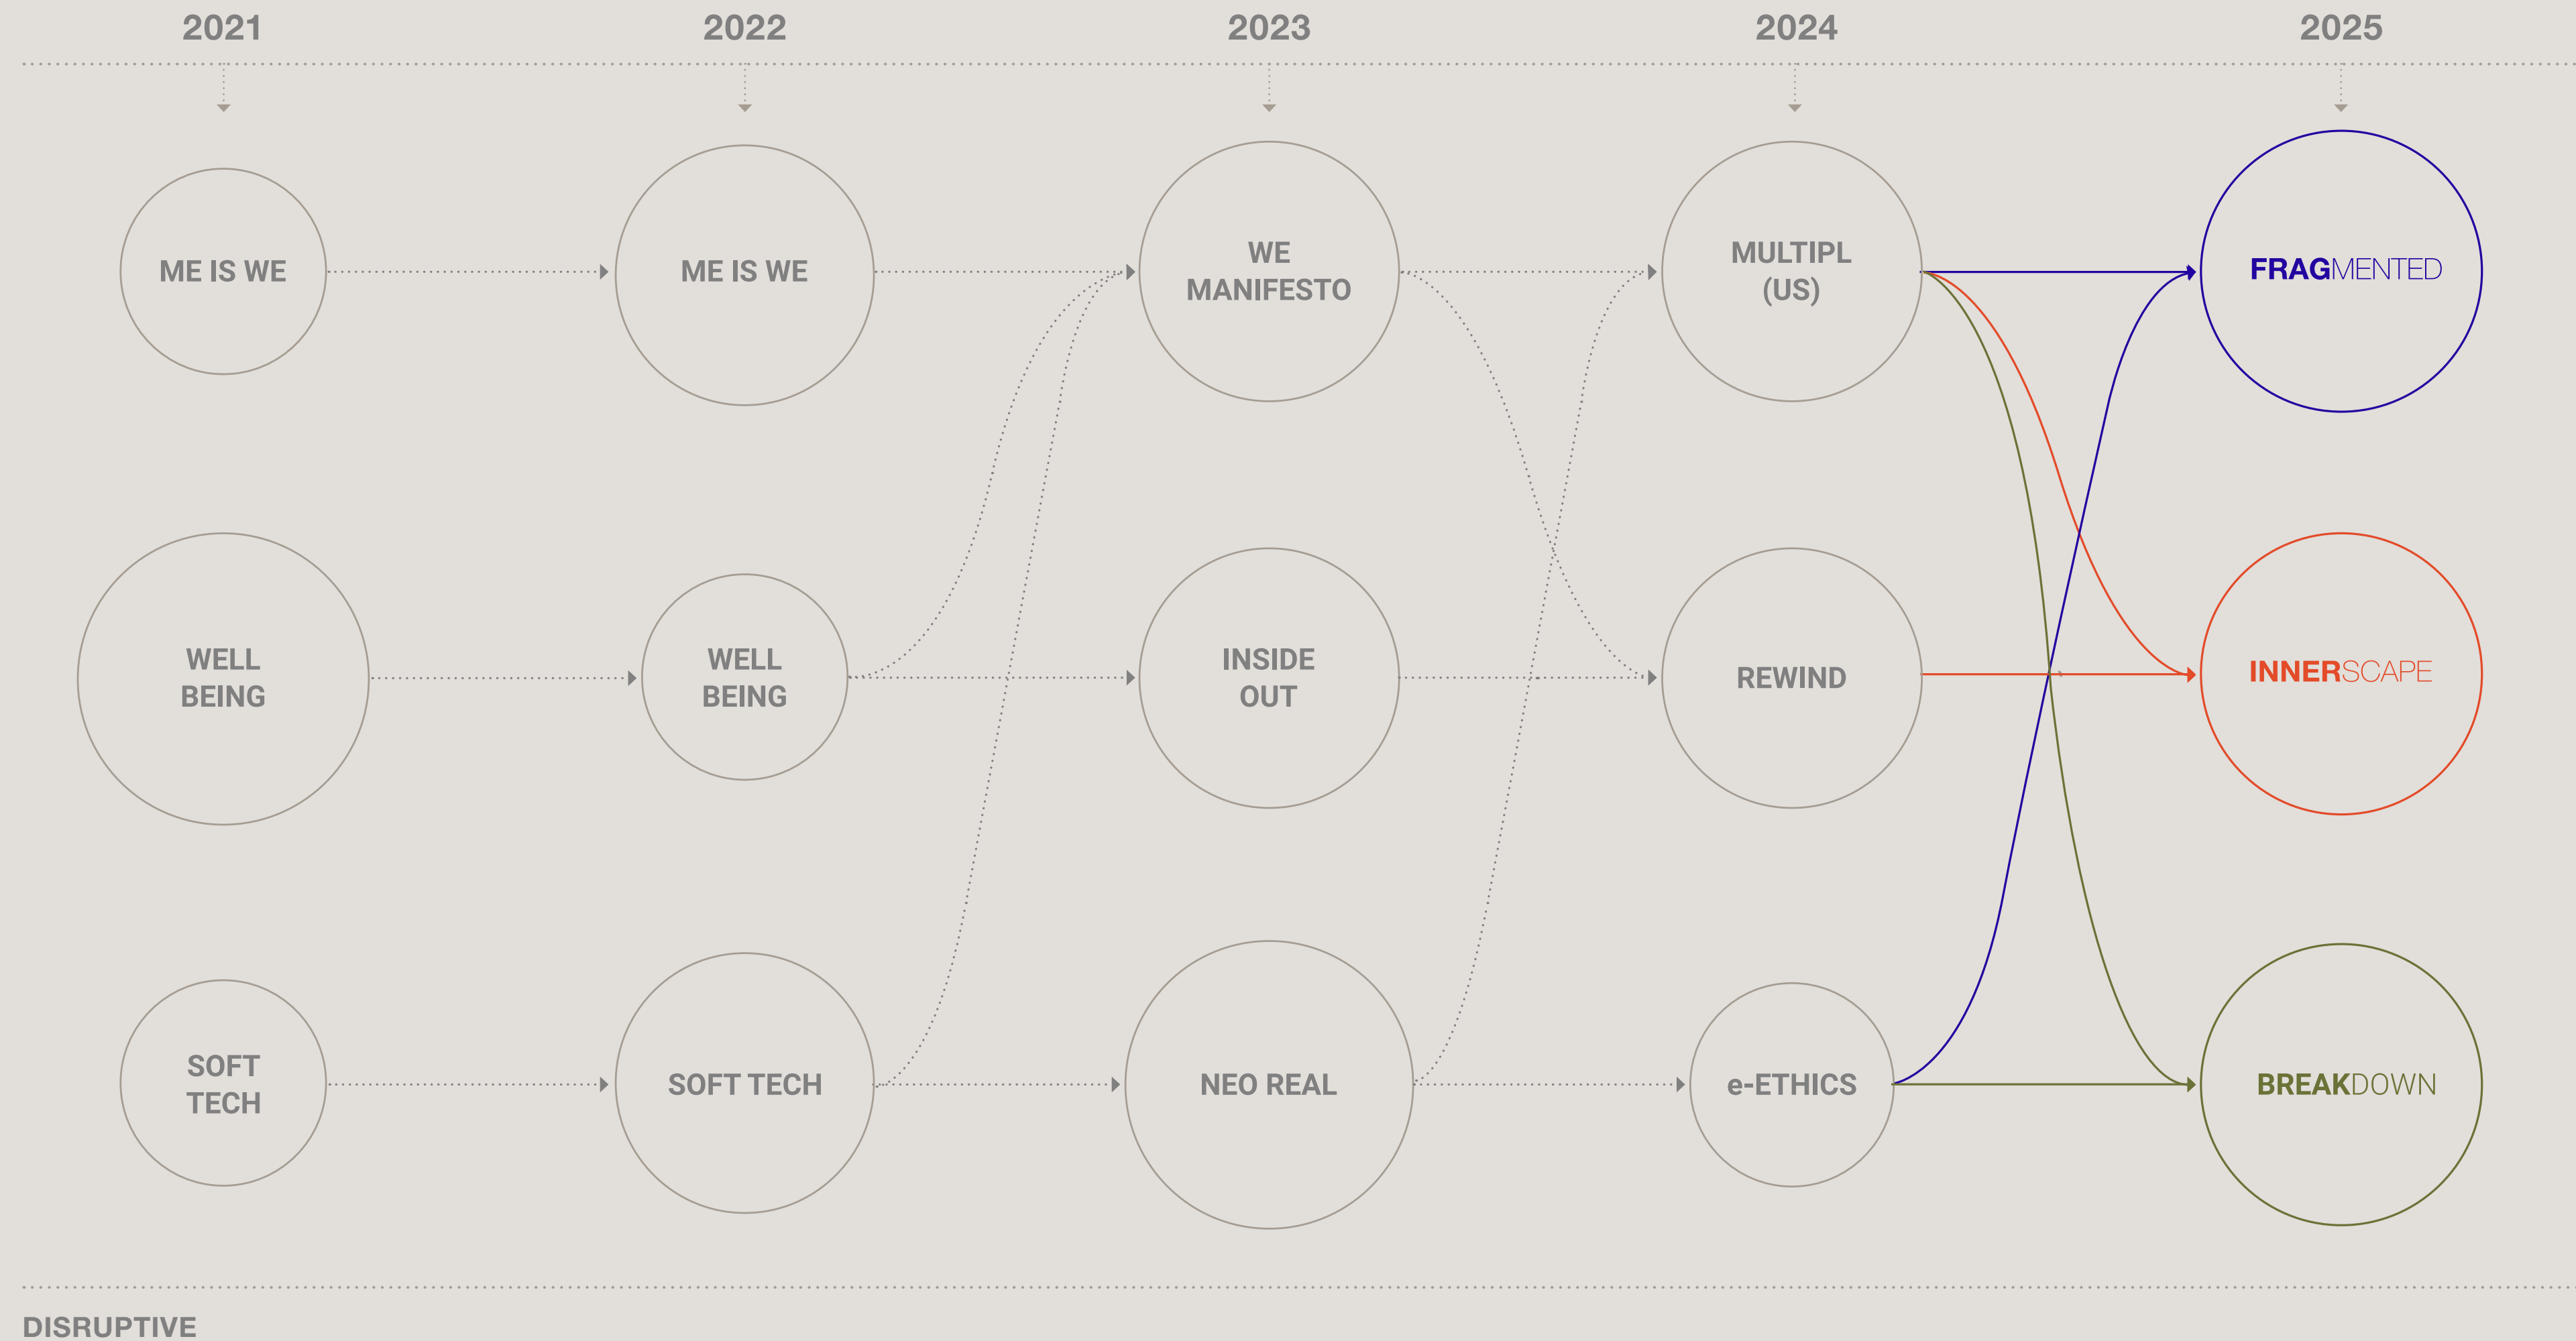 2021
2022
2023
2024
2025
ME IS WE
ME IS WE
WE
MANIFESTO
MULTIPL
(US)
FRAGMENTED
WELL
BEING
WELL
BEING
INSIDE
OUT
REWIND
INNERSCAPE
SOFT
TECH
SOFT TECH
NEO REAL
e-ETHICS
BREAKDOWN
DISRUPTIVE